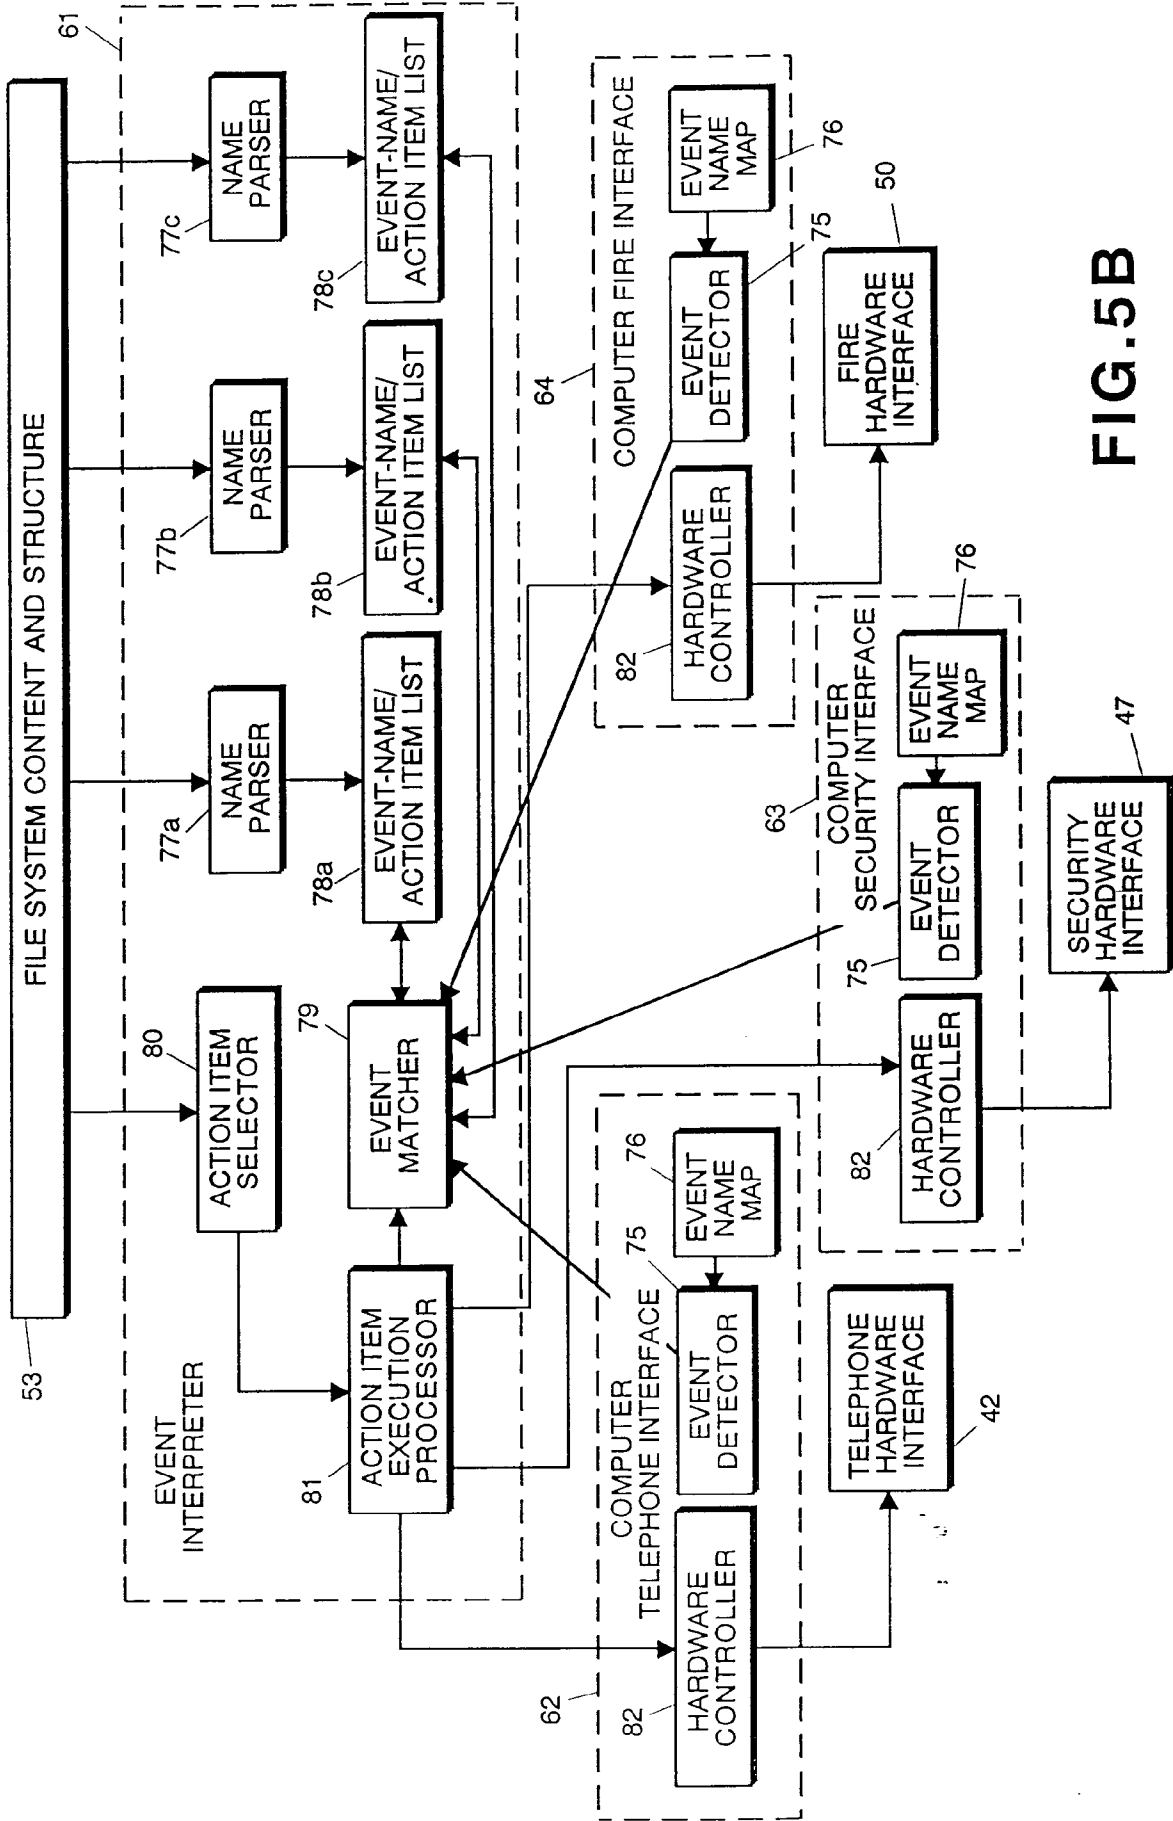 FILE SYSTEM CONTENT AND STRUCTURE
53
61
EVENT
INTERPRETER
80
ACTION ITEM
SELECTOR
77a
NAME
PARSER
77b
NAME
PARSER
77c
NAME
PARSER
81
ACTION ITEM
EXECUTION
PROCESSOR
79
EVENT
MATCHER
78a
EVENT-NAME/
ACTION ITEM LIST
78b
EVENT-NAME/
ACTION ITEM LIST
78c
EVENT-NAME/
ACTION ITEM LIST
62
COMPUTER
TELEPHONE INTERFACE
82
HARDWARE
CONTROLLER
75
EVENT
DETECTOR
76
EVENT
NAME
MAP
TELEPHONE
HARDWARE
INTERFACE
42
63
COMPUTER
SECURITY INTERFACE
82
HARDWARE
CONTROLLER
75
EVENT
DETECTOR
76
EVENT
NAME
MAP
SECURITY
HARDWARE
INTERFACE
47
64
COMPUTER FIRE INTERFACE
82
HARDWARE
CONTROLLER
75
EVENT
DETECTOR
76
EVENT
NAME
MAP
FIRE
HARDWARE
INTERFACE
50
FIG.5B